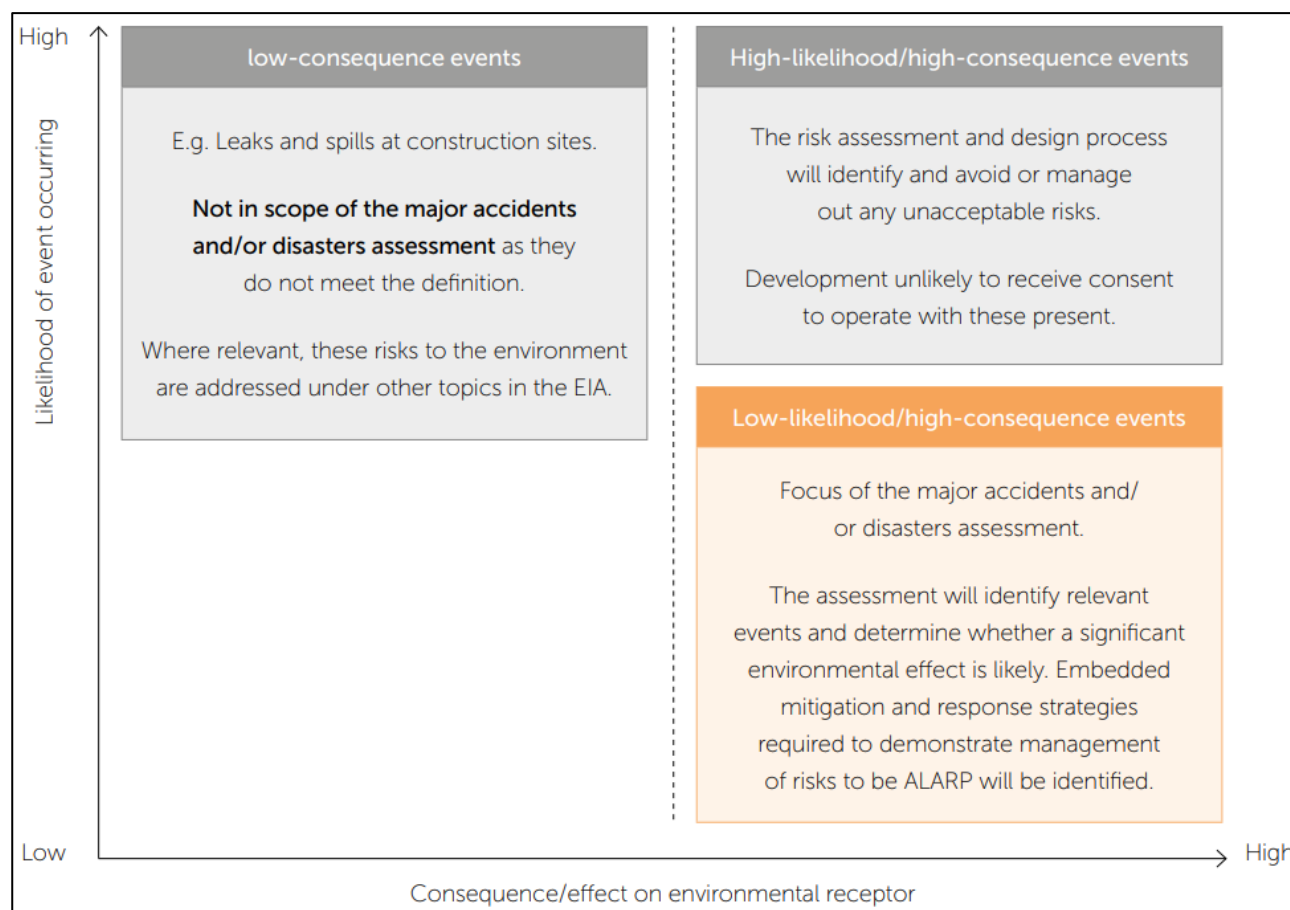 High
low-consequence events
E.g. Leaks and spills at construction sites.
Not in scope of the major accidents
and/or disasters assessment as they
do not meet the definition.
Where relevant, these risks to the environment
are addressed under other topics in the EIA.
High-likelihood/high-consequence events
The risk assessment and design process
will identify and avoid or manage
out any unacceptable risks.
Development unlikely to receive consent
to operate with these present.
Low-likelihood/high-consequence events
Focus of the major accidents and/
or disasters assessment.
The assessment will identify relevant
events and determine whether a significant
environmental effect is likely. Embedded
mitigation and response strategies
required to demonstrate management
of risks to be ALARP will be identified.
Likelihood of event occurring
Low
High
Consequence/effect on environmental receptor